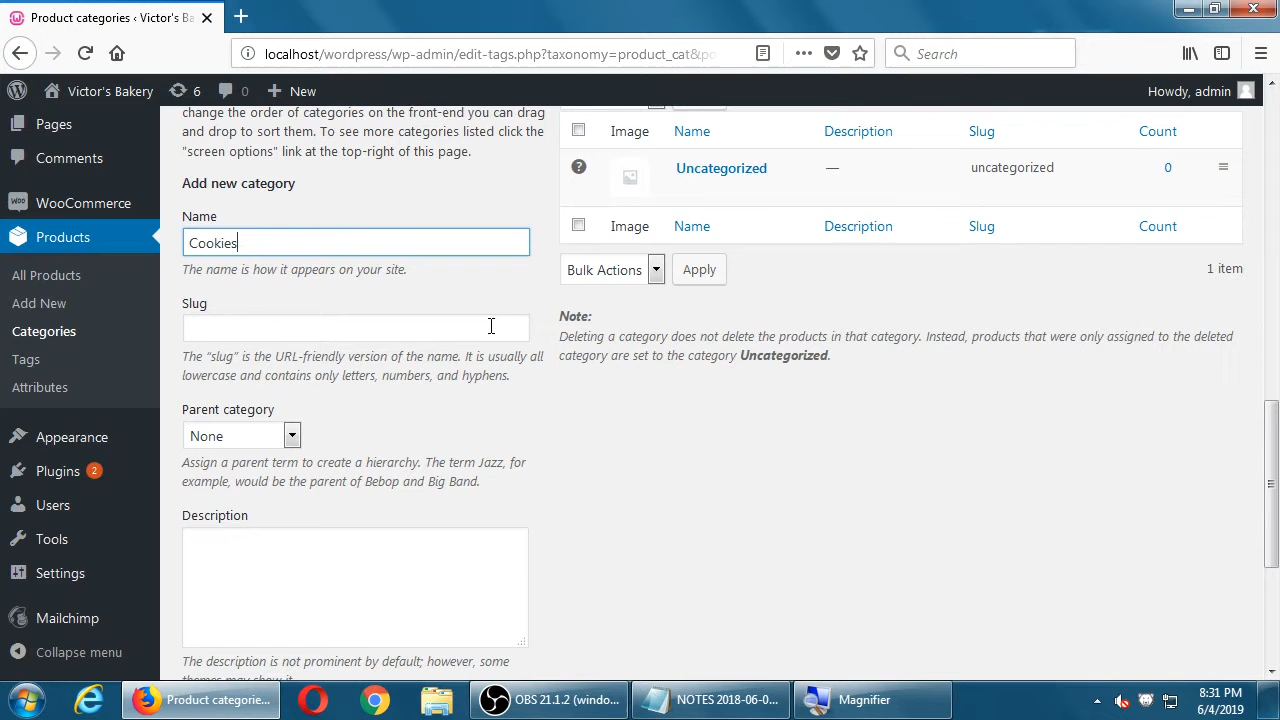 Product categories ‹ Victor's Ba
localhost/wordpress/wp-admin/edit-tags.php?taxonomy=product_cat&po
Search
Victor's Bakery
6
0
New
Howdy, admin
Pages
Comments
WooCommerce
Products
All Products
Add New
Categories
Tags
Attributes
Appearance
Plugins 2
Users
Tools
Settings
Mailchimp
Collapse menu
change the order of categories on the front-end you can drag
and drop to sort them. To see more categories listed click the
"screen options" link at the top-right of this page.
Add new category
Name
Cookies
The name is how it appears on your site.
Slug
The “slug” is the URL-friendly version of the name. It is usually all
lowercase and contains only letters, numbers, and hyphens.
Parent category
None
Assign a parent term to create a hierarchy. The term Jazz, for
example, would be the parent of Bebop and Big Band.
Description
The description is not prominent by default; however, some
themes may show it.
Image Name Description Slug Count
Uncategorized — uncategorized 0
Image Name Description Slug Count
Bulk Actions Apply 1 item
Note:
Deleting a category does not delete the products in that category. Instead, products that were only assigned to the deleted
category are set to the category Uncategorized.
Product categorie...
OBS 21.1.2 (windo...
NOTES 2018-06-0...
Magnifier
8:31 PM
6/4/2019